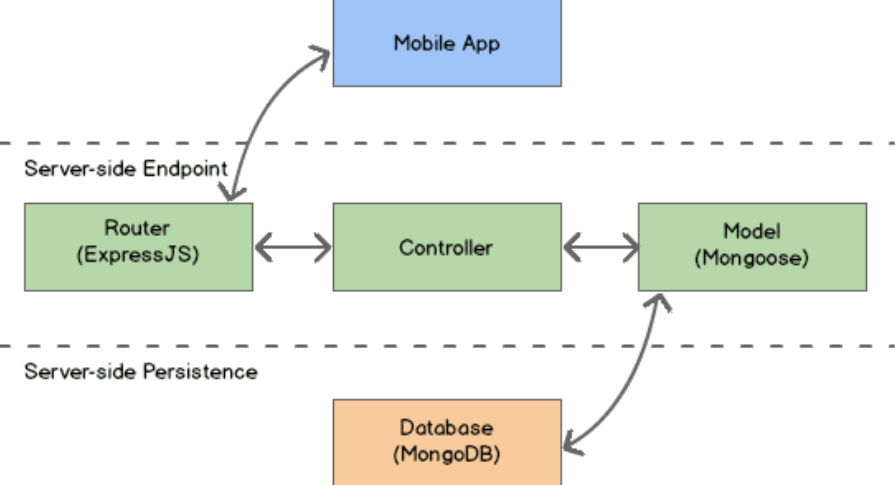 Mobile App
Server-side Endpoint
Router
(ExpressJS)
Controller
Model
(Mongoose)
Server-side Persistence
Database
(MongoDB)